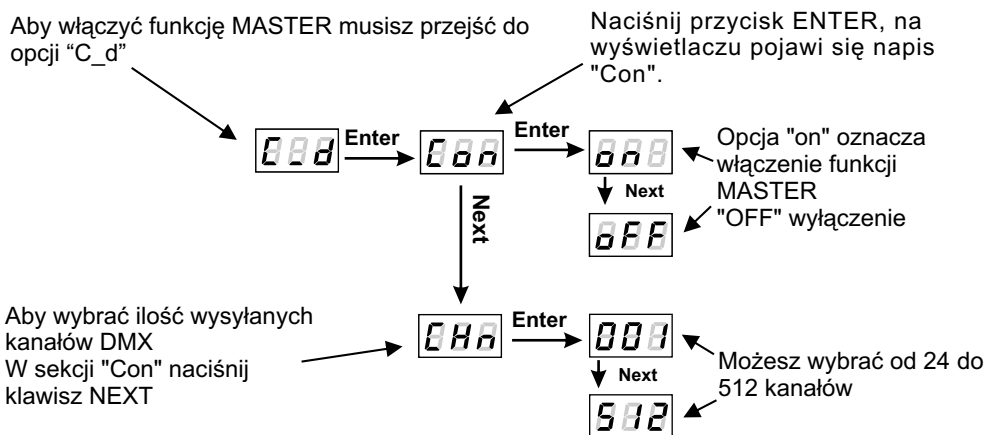 Aby włączyć funkcję MASTER musisz przejść do
opcji “C_d”
Naciśnij przycisk ENTER, na
wyświetlaczu pojawi się napis
"Con".
C_d
Enter
Con
Enter
on
Opcja "on" oznacza
włączenie funkcji
MASTER
"OFF" wyłączenie
Next
oFF
Next
Aby wybrać ilość wysyłanych
kanałów DMX
W sekcji "Con" naciśnij
klawisz NEXT
CHn
Enter
001
Możesz wybrać od 24 do
512 kanałów
Next
512